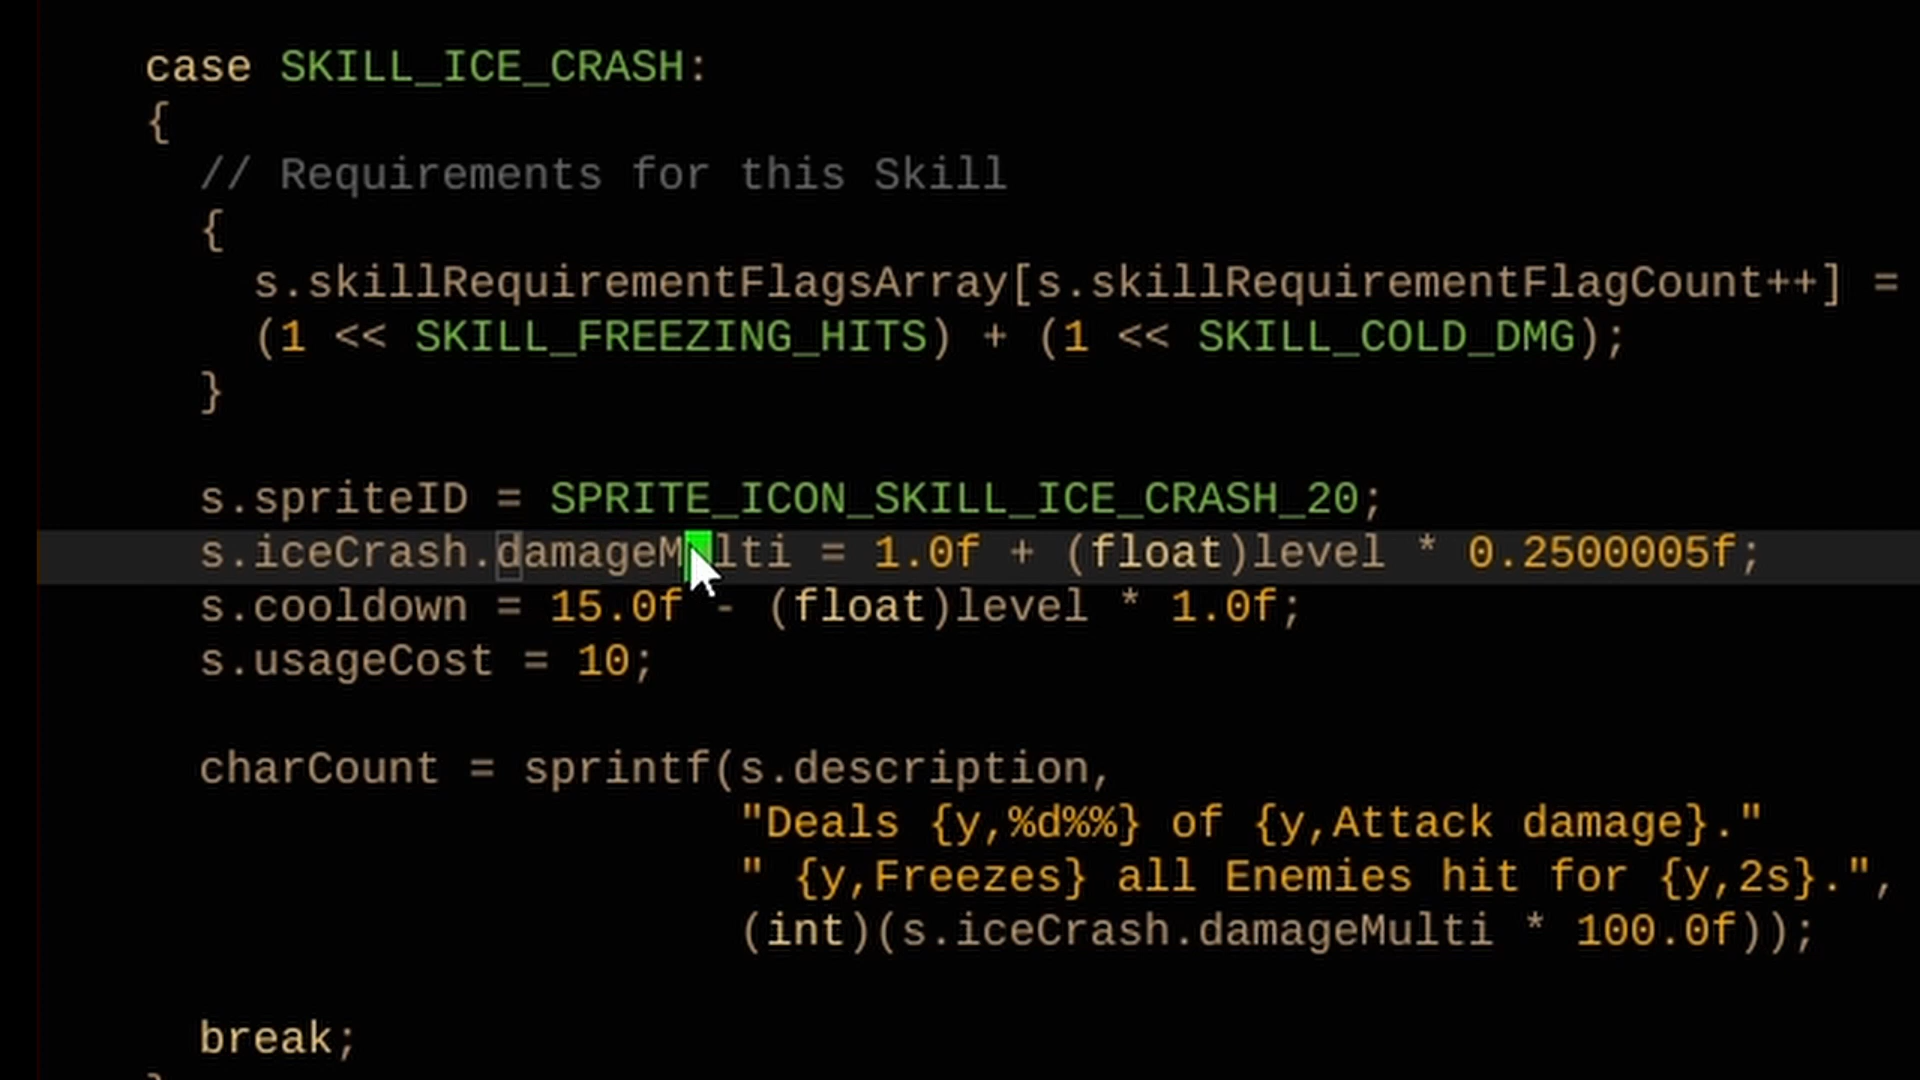 case SKILL_ICE_CRASH:
{
// Requirements for this Skill
{
s.skillRequirementFlagsArray[s.skillRequirementFlagCount++] =
(1 << SKILL_FREEZING_HITS) + (1 << SKILL_COLD_DMG);
}
s.spriteID = SPRITE_ICON_SKILL_ICE_CRASH_20;
s.iceCrash.damageMulti = 1.0f + (float)level * 0.2500005f;
s.cooldown = 15.0f - (float)level * 1.0f;
s.usageCost = 10;
charCount = sprintf(s.description,
"Deals {y,%d%%} of {y,Attack damage}."
" {y,Freezes} all Enemies hit for {y,2s}.",
(int)(s.iceCrash.damageMulti * 100.0f));
break;
}